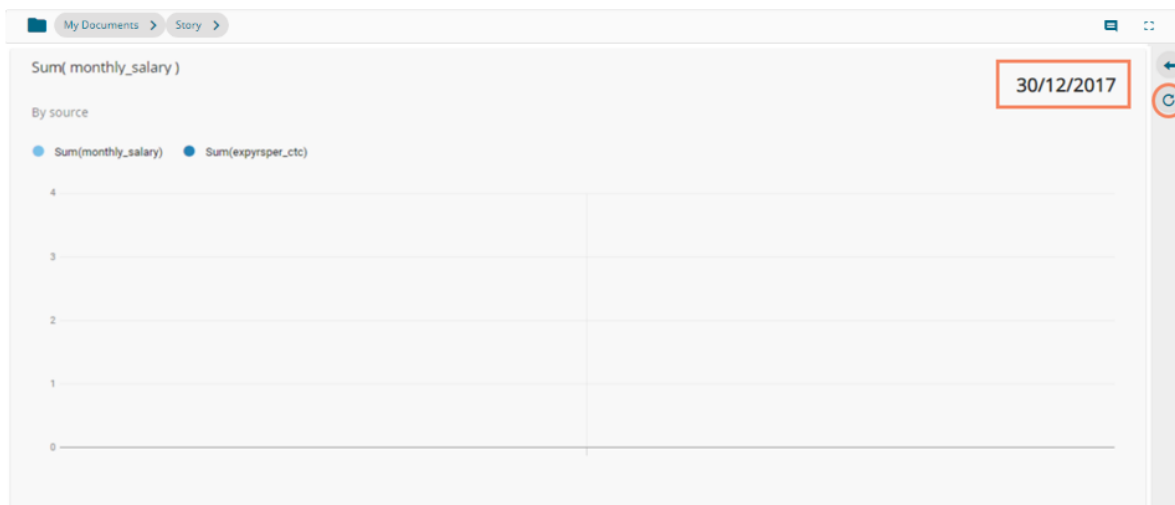 My Documents Story
Sum( monthly_salary )
30/12/2017
By source
Sum(monthly_salary) Sum(expyrsper_ctc)
4
3
2
1
0